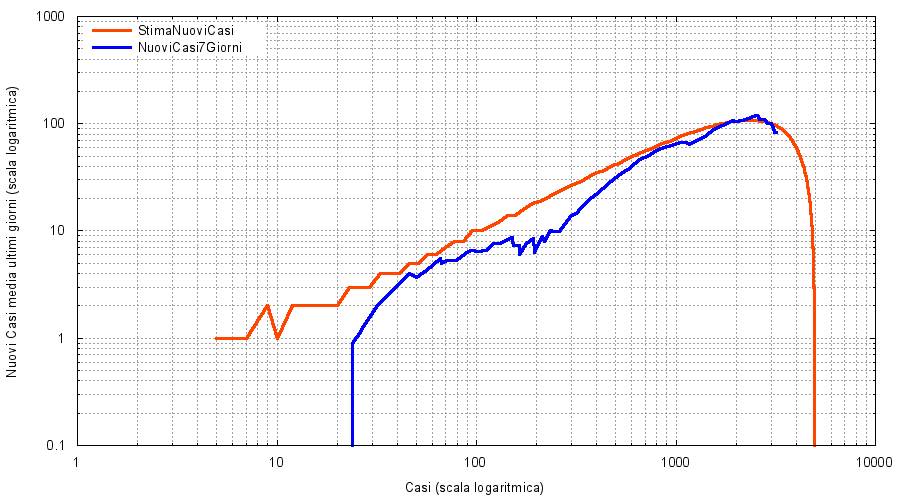 1000
StimaNuoviCasi
NuoviCasi7Giorni
100
10
1
0.1
Nuovi Casi media ultimi giorni (scala logaritmica)
1 10 100 1000 10000
Casi (scala logaritmica)